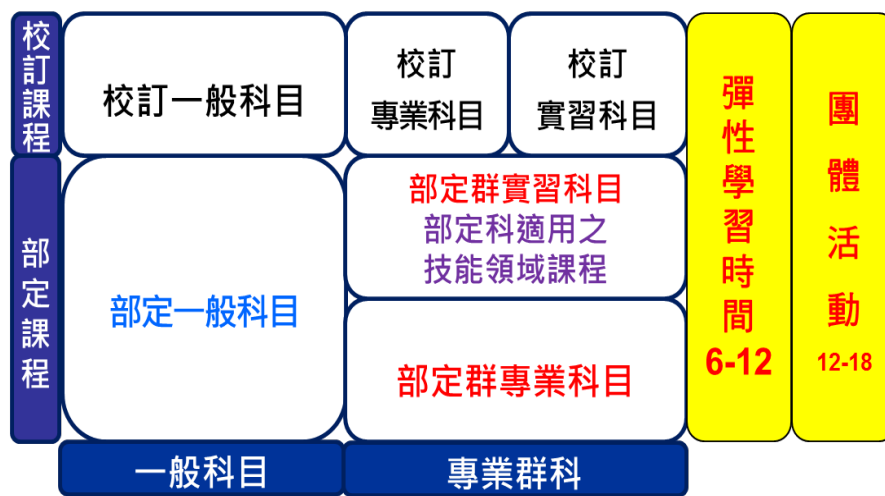 校訂課程
校訂一般科目
校訂
專業科目
校訂
實習科目
部定課程
部定一般科目
部定群實習科目
部定科適用之
技能領域課程
部定群專業科目
彈性學習時間
6-12
團體活動
12-18
一般科目
專業群科